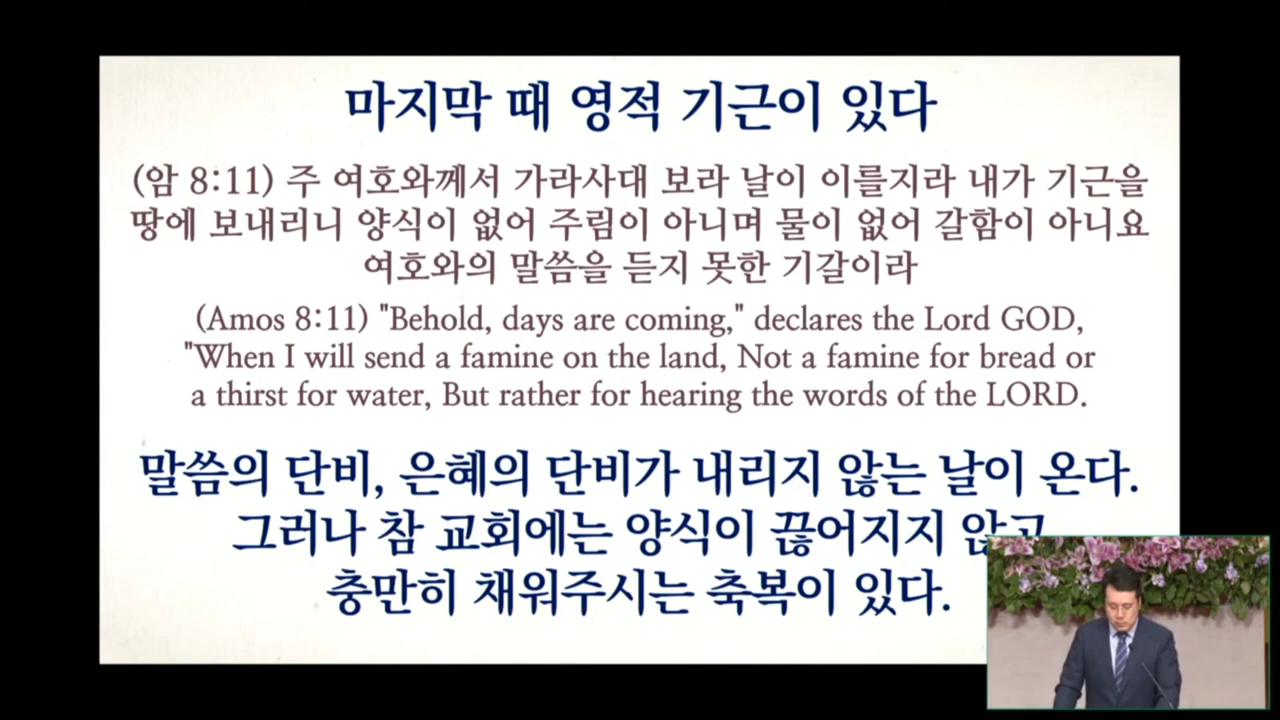 마지막 때 영적 기근이 있다
(암 8:11) 주 여호와께서 가라사대 보라 날이 이를지라 내가 기근을
땅에 보내리니 양식이 없어 주림이 아니며 물이 없어 갈함이 아니요
여호와의 말씀을 듣지 못한 기갈이라
(Amos 8:11) "Behold, days are coming," declares the Lord GOD,
"When I will send a famine on the land, Not a famine for bread or
a thirst for water, But rather for hearing the words of the LORD.
말씀의 단비, 은혜의 단비가 내리지 않는 날이 온다.
그러나 참 교회에는 양식이 끊어지지 않고
충만히 채워주시는 축복이 있다.